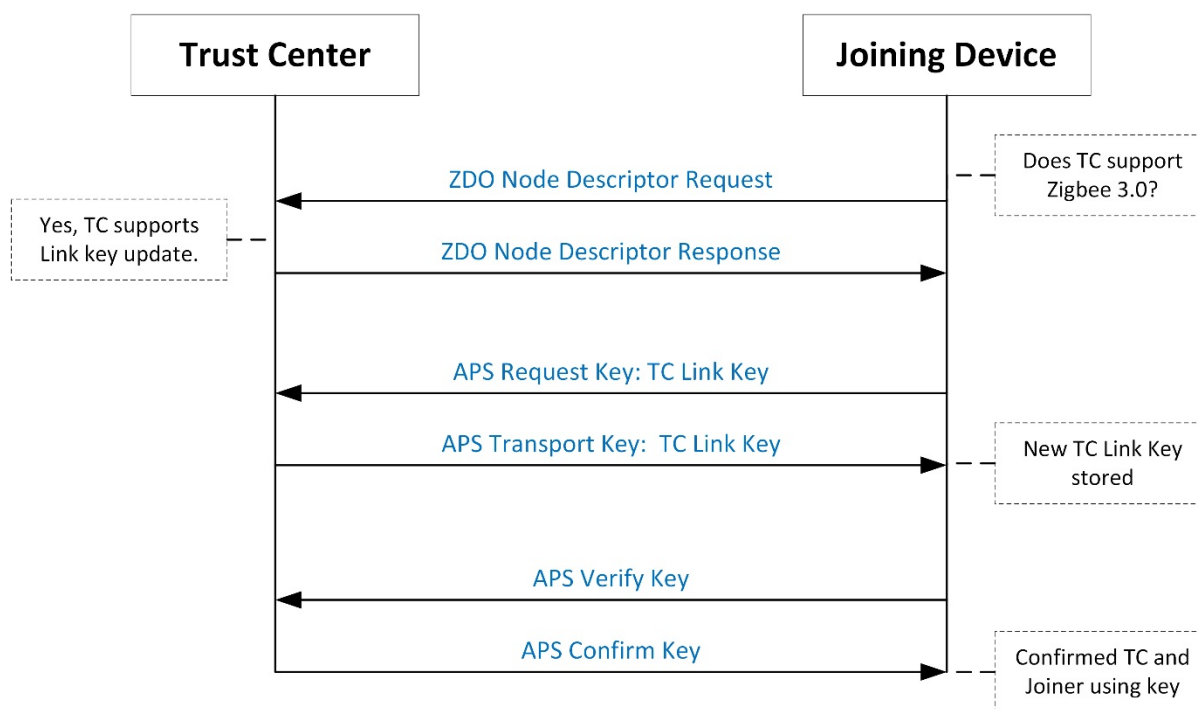 Trust Center
Joining Device
ZDO Node Descriptor Request
Does TC support
Zigbee 3.0?
Yes, TC supports
Link key update.
ZDO Node Descriptor Response
APS Request Key: TC Link Key
APS Transport Key:  TC Link Key
New TC Link Key
stored
APS Verify Key
APS Confirm Key
Confirmed TC and
Joiner using key